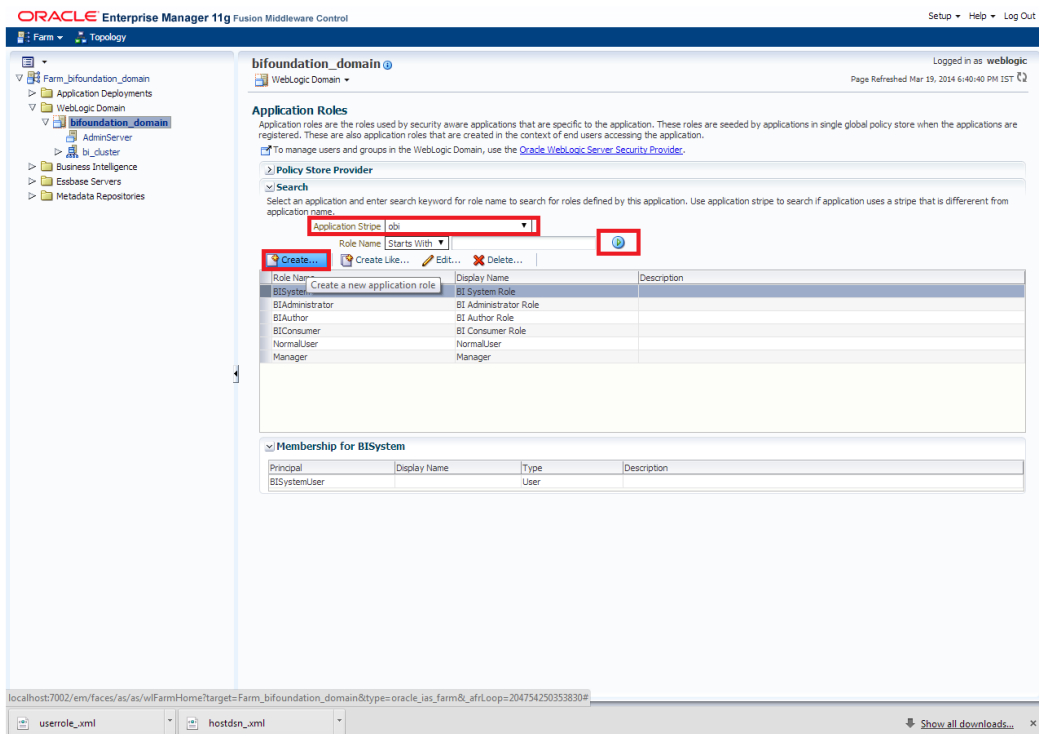 ORACLE Enterprise Manager 11g Fusion Middleware Control
Setup Help Log Out
Farm Topology
Farm_bifoundation_domain
Application Deployments
WebLogic Domain
bifoundation_domain
AdminServer
bi_cluster
Business Intelligence
Essbase Servers
Metadata Repositories
bifoundation_domain
Logged in as weblogic
WebLogic Domain
Page Refreshed Mar 19, 2014 6:40:40 PM IST
Application Roles
Application roles are the roles used by security aware applications that are specific to the application. These roles are seeded by applications in single global policy store when the applications are
registered. These are also application roles that are created in the context of end users accessing the application.
To manage users and groups in the WebLogic Domain, use the Oracle WebLogic Server Security Provider.
Policy Store Provider
Search
Select an application and enter search keyword for role name to search for roles defined by this application. Use application stripe to search if application uses a stripe that is differerent from
application name.
Application Stripe obi
Role Name Starts With
Create... Create Like... Edit... Delete...
Role Name Display Name Description
Create a new application role
BISystem BI System Role
BIAdministrator BI Administrator Role
BIAuthor BI Author Role
BIConsumer BI Consumer Role
NormalUser NormalUser
Manager Manager
Membership for BISystem
Principal Display Name Type Description
BISystemUser User
localhost:7002/em/faces/as/as/wlFarmHome?target=Farm_bifoundation_domain&type=oracle_ias_farm&_afrLoop=204754250353830#
userrole_.xml hostdsn_.xml Show all downloads...